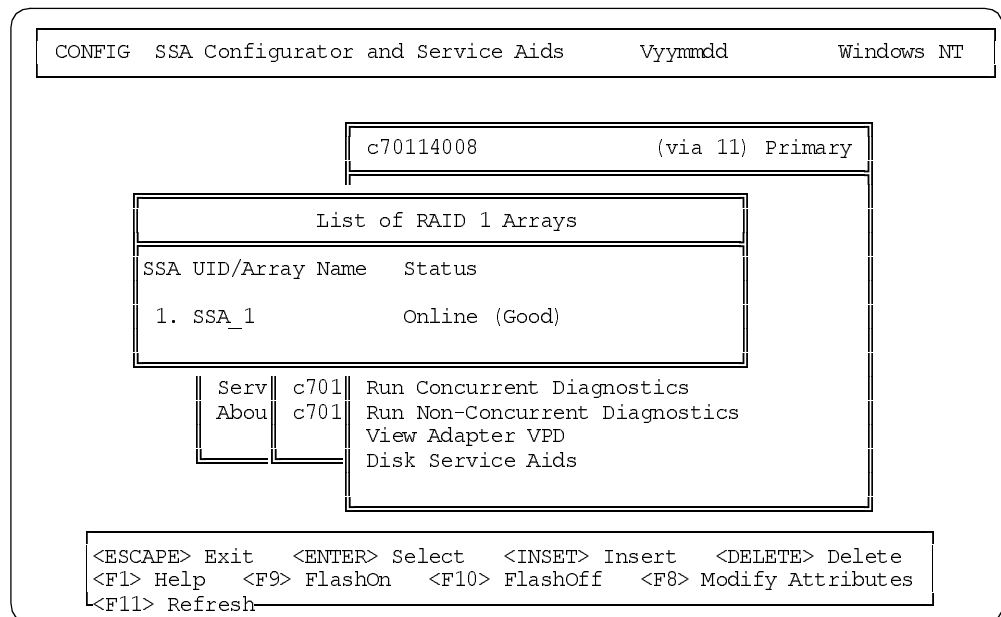 CONFIG SSA Configurator and Service Aids Vyymmdd Windows NT
c70114008 (via 11) Primary
List of RAID 1 Arrays
SSA UID/Array Name Status
1. SSA_1 Online (Good)
Serv c701 Run Concurrent Diagnostics
Abou c701 Run Non-Concurrent Diagnostics
View Adapter VPD
Disk Service Aids
<ESCAPE> Exit <ENTER> Select <INSET> Insert <DELETE> Delete
<F1> Help <F9> FlashOn <F10> FlashOff <F8> Modify Attributes
<F11> Refresh